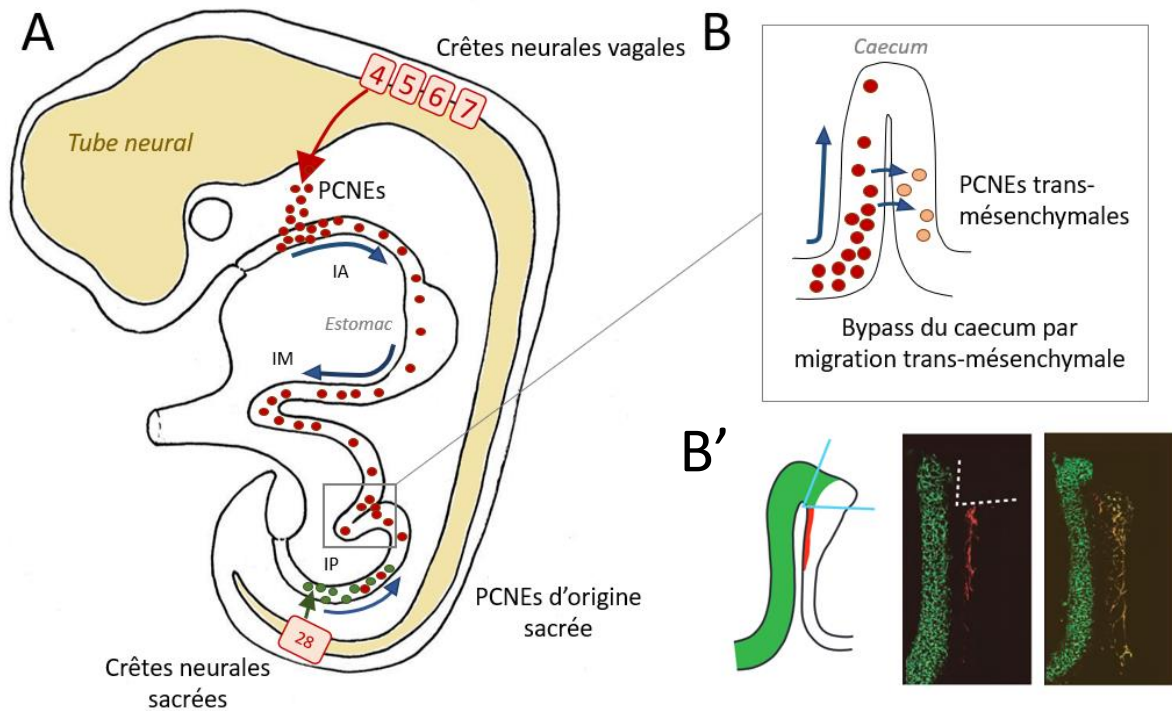 A
Crêtes neurales vagales
4 5 6 7
Tube neural
PCNEs
IA
Estomac
IM
IP
PCNEs d’origine
sacrée
28
Crêtes neurales
sacrées
B
Caecum
PCNEs trans-
mésenchymales
Bypass du caecum par
migration trans-mésenchymale
B’